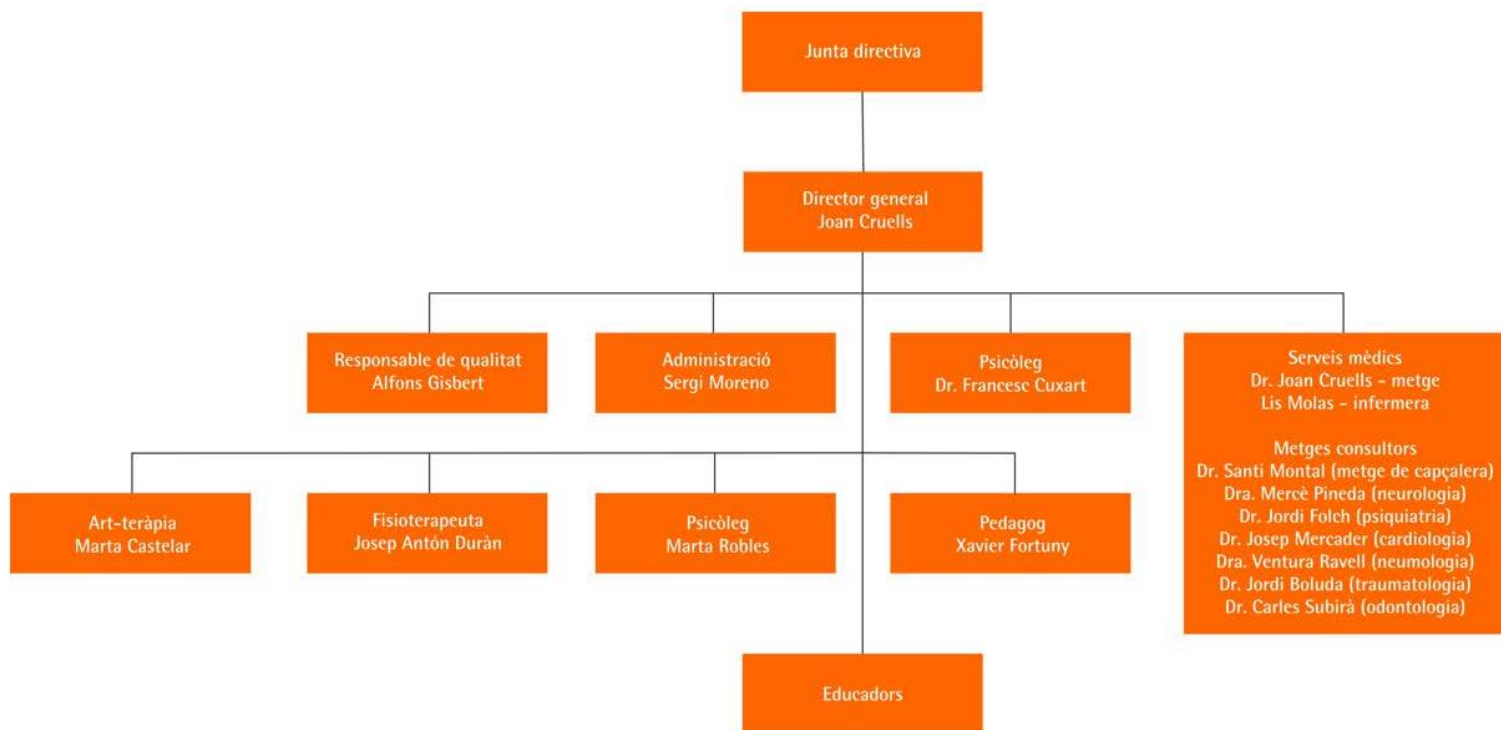 Junta directiva
Director general
Joan Cruells
Responsable de qualitat
Alfons Gisbert
Administració
Sergi Moreno
Psicòleg
Dr. Francesc Cuxart
Serveis mèdics
Dr. Joan Cruells - metge
Lis Molas - infermera
Metges consultors
Dr. Santi Montal (metge de capçalera)
Dra. Mercè Pineda (neurologia)
Dr. Jordi Folch (psiquiatria)
Dr. Josep Mercader (cardiologia)
Dra. Ventura Ravell (neumologia)
Dr. Jordi Boluda (traumatologia)
Dr. Carles Subirà (odontologia)
Art-teràpia
Marta Castelar
Fisioterapeuta
Josep Antón Duràn
Psicòleg
Marta Robles
Pedagog
Xavier Fortuny
Educadors